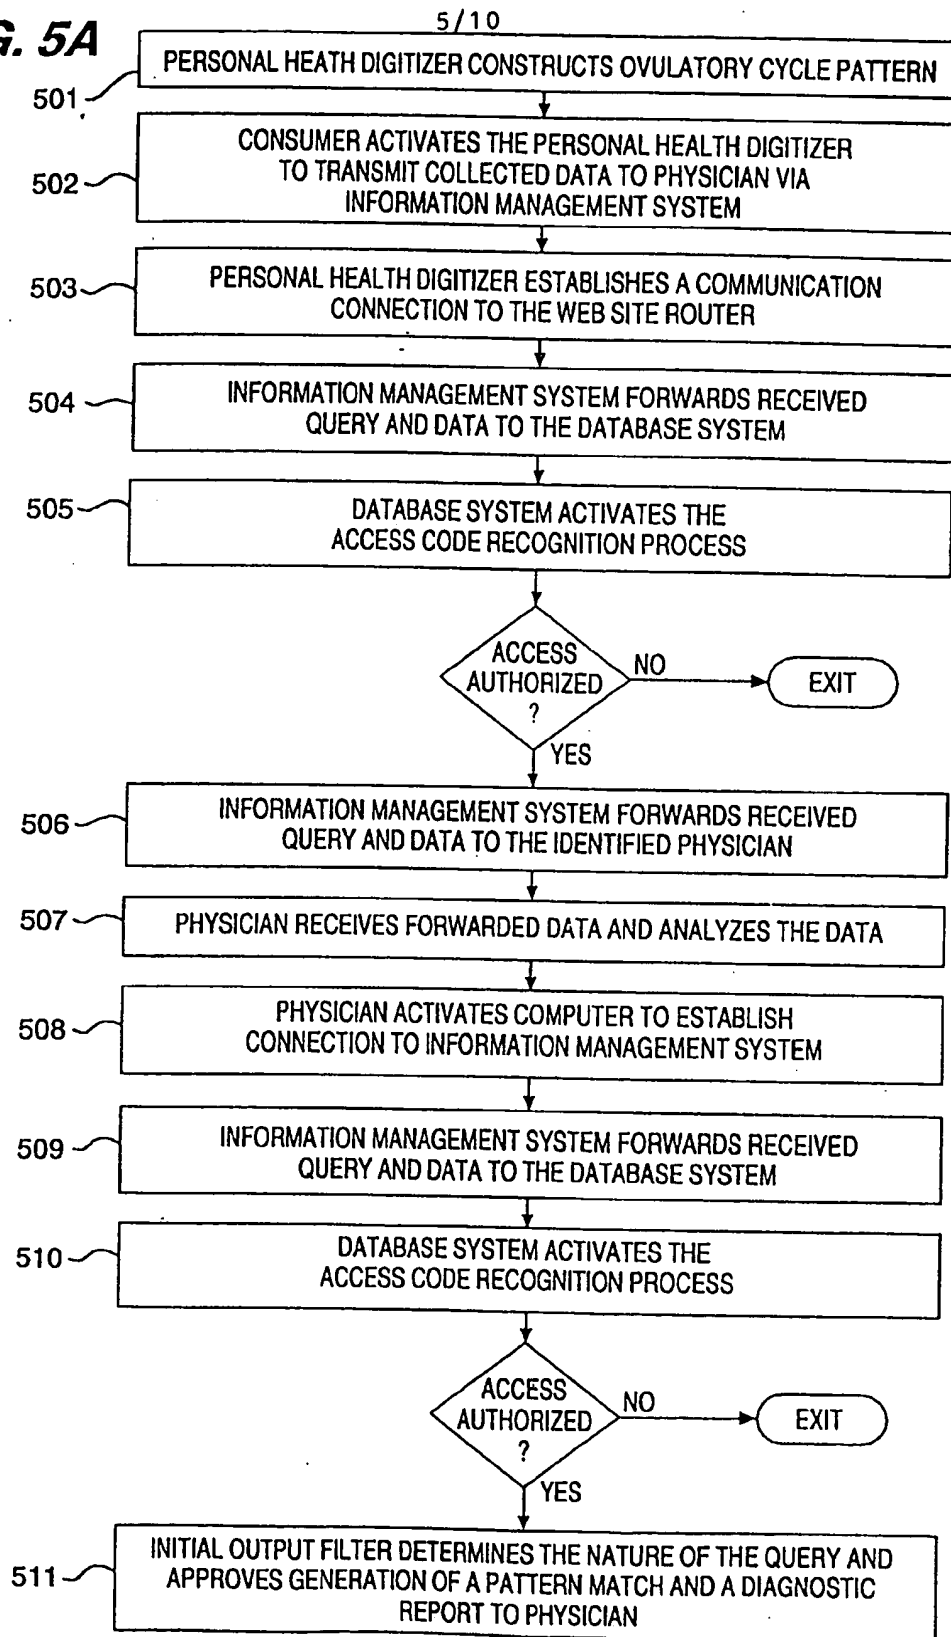 5/10
G. 5A
501
PERSONAL HEATH DIGITIZER CONSTRUCTS OVULATORY CYCLE PATTERN
502
CONSUMER ACTIVATES THE PERSONAL HEALTH DIGITIZER
TO TRANSMIT COLLECTED DATA TO PHYSICIAN VIA
INFORMATION MANAGEMENT SYSTEM
503
PERSONAL HEALTH DIGITIZER ESTABLISHES A COMMUNICATION
CONNECTION TO THE WEB SITE ROUTER
504
INFORMATION MANAGEMENT SYSTEM FORWARDS RECEIVED
QUERY AND DATA TO THE DATABASE SYSTEM
505
DATABASE SYSTEM ACTIVATES THE
ACCESS CODE RECOGNITION PROCESS
ACCESS
AUTHORIZED
?
NO
EXIT
YES
506
INFORMATION MANAGEMENT SYSTEM FORWARDS RECEIVED
QUERY AND DATA TO THE IDENTIFIED PHYSICIAN
507
PHYSICIAN RECEIVES FORWARDED DATA AND ANALYZES THE DATA
508
PHYSICIAN ACTIVATES COMPUTER TO ESTABLISH
CONNECTION TO INFORMATION MANAGEMENT SYSTEM
509
INFORMATION MANAGEMENT SYSTEM FORWARDS RECEIVED
QUERY AND DATA TO THE DATABASE SYSTEM
510
DATABASE SYSTEM ACTIVATES THE
ACCESS CODE RECOGNITION PROCESS
ACCESS
AUTHORIZED
?
NO
EXIT
YES
511
INITIAL OUTPUT FILTER DETERMINES THE NATURE OF THE QUERY AND
APPROVES GENERATION OF A PATTERN MATCH AND A DIAGNOSTIC
REPORT TO PHYSICIAN